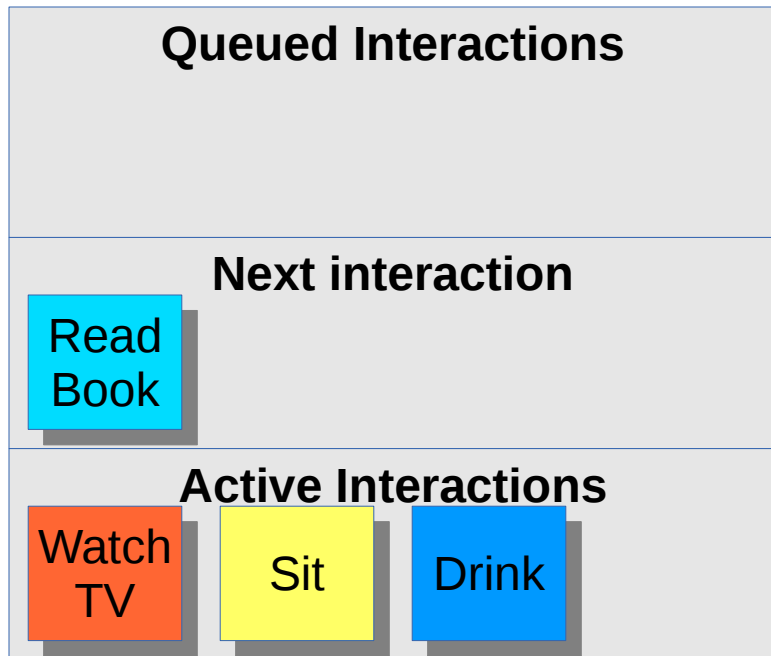 Queued Interactions
Next interaction
Read
Book
Active Interactions
Watch
TV
Sit
Drink